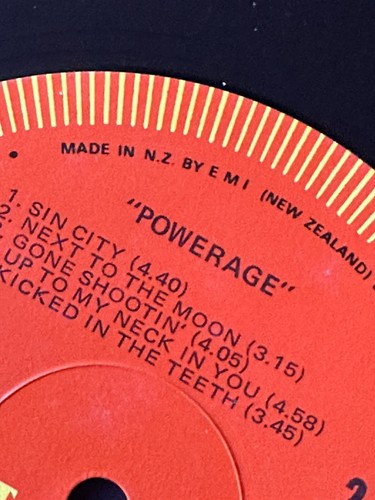 MADE IN N.Z. BY E M I (NEW ZEALAND)
"POWERAGE"
1. SIN CITY (4.40)
2. NEXT TO THE MOON (3.15)
GONE SHOOTIN' (4.05)
UP TO MY NECK IN YOU (4.58)
KICKED IN THE TEETH (3.45)